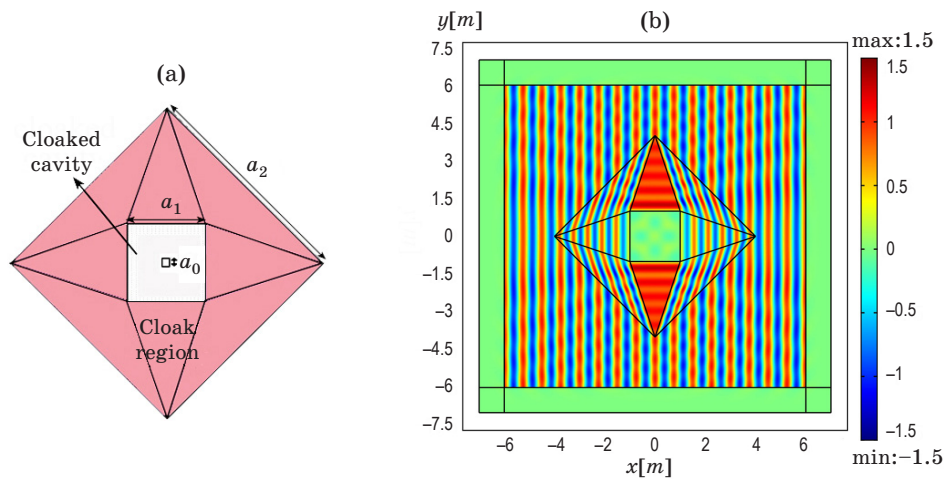 (a)
Cloaked
cavity
a₂
a₁
a₀
Cloak
region
(b)
y[m]
7.5
6
4.5
3
1.5
0
−1.5
−3
−4.5
−6
−7.5
−6 −4 −2 0 2 4 6
x[m]
max:1.5
1.5
1
0.5
0
−0.5
−1
−1.5
min:−1.5